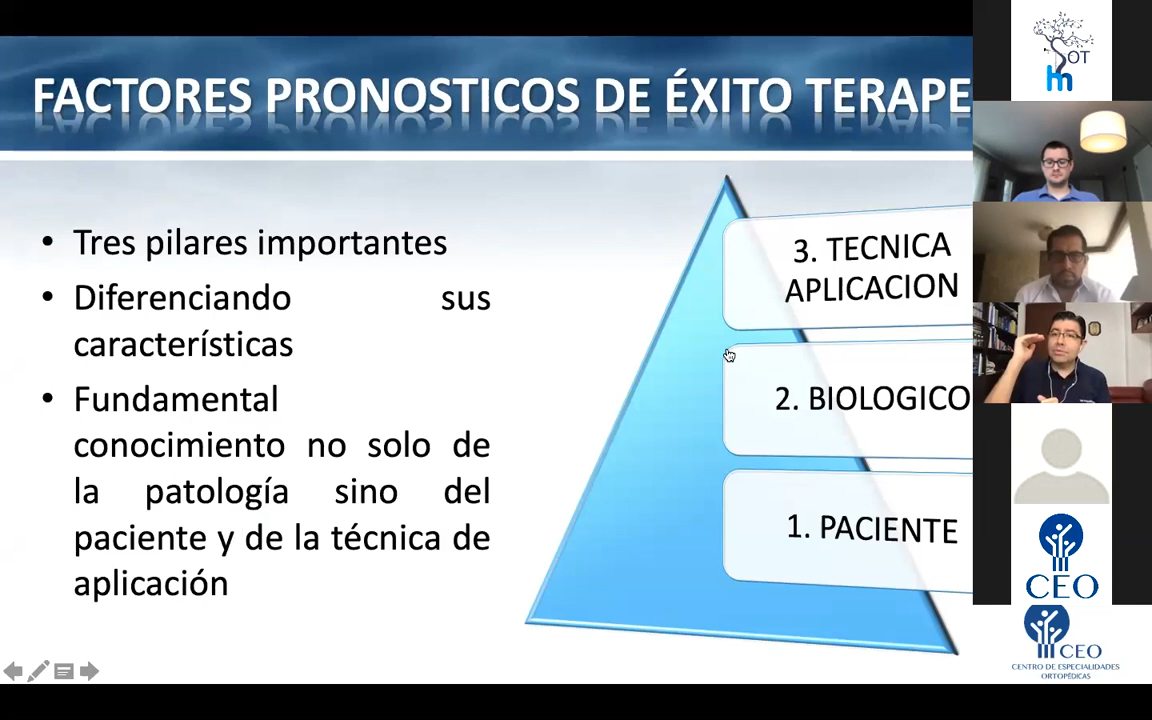 FACTORES PRONOSTICOS DE ÉXITO TERAPE
• Tres pilares importantes
• Diferenciando sus
características
• Fundamental
conocimiento no solo de
la patología sino del
paciente y de la técnica de
aplicación
3. TECNICA
APLICACION
2. BIOLOGICO
1. PACIENTE
SOT
hm
CEO
CEO
CENTRO DE ESPECIALIDADES
ORTOPÉDICAS